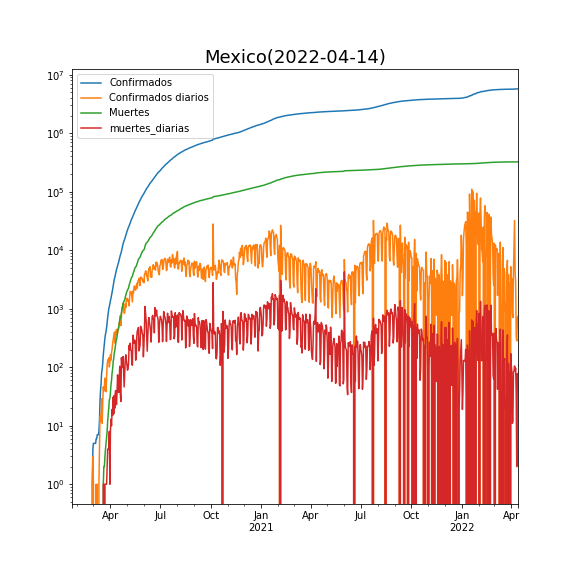 Mexico(2022-04-14)
Confirmados
Confirmados diarios
Muertes
muertes_diarias
10^7
10^6
10^5
10^4
10^3
10^2
10^1
10^0
Apr Jul Oct Jan Apr Jul Oct Jan Apr
2021 2022